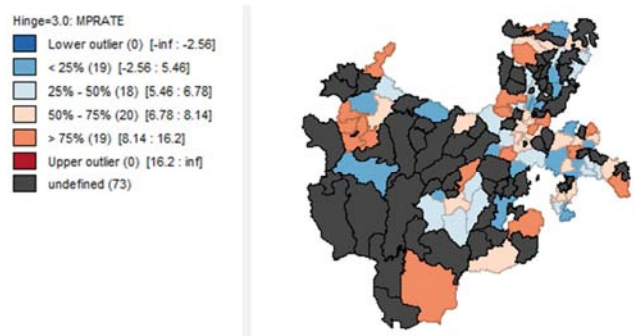 Hinge=3.0: MPRATE
Lower outlier (0) [-inf : -2.56]
< 25% (19) [-2.56 : 5.46]
25% - 50% (18) [5.46 : 6.78]
50% - 75% (20) [6.78 : 8.14]
> 75% (19) [8.14 : 16.2]
Upper outlier (0) [16.2 : inf]
undefined (73)